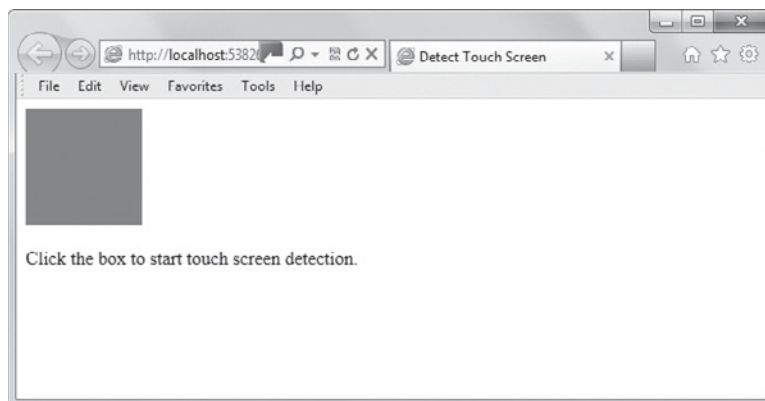 http://localhost:5382
Detect Touch Screen
File Edit View Favorites Tools Help
Click the box to start touch screen detection.